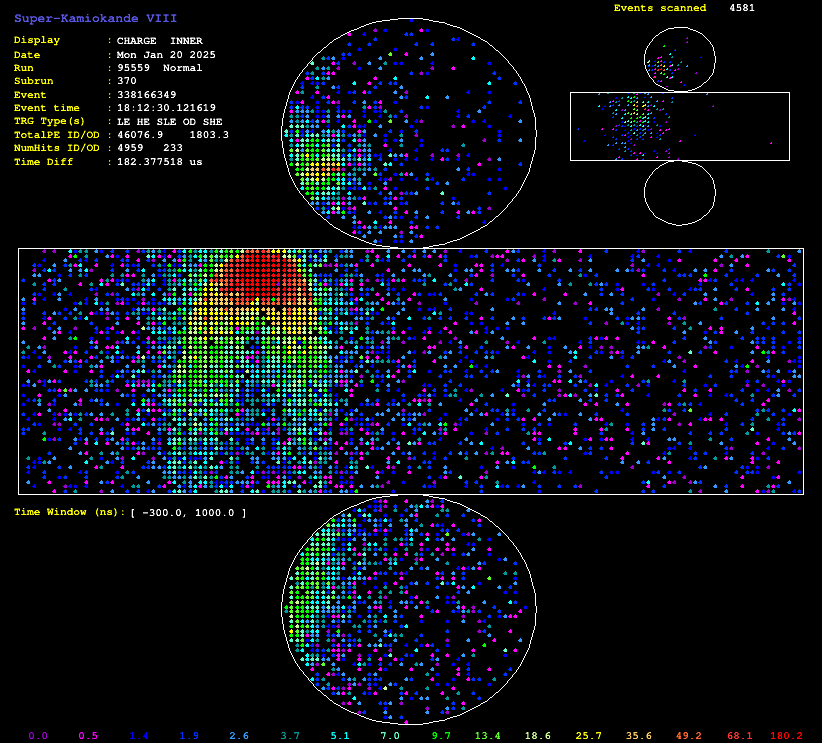 Super-Kamiokande VIII
Events scanned 4581
Display : CHARGE INNER
Date : Mon Jan 20 2025
Run : 95559 Normal
Subrun : 370
Event : 338166349
Event time : 18:12:30.121619
TRG Type(s) : LE HE SLE OD SHE
TotalPE ID/OD : 46076.9 1803.3
NumHits ID/OD : 4959 233
Time Diff : 182.377518 us
Time Window (ns): [ -300.0, 1000.0 ]
0.0 0.5 1.4 1.9 2.6 3.7 5.1 7.0 9.7 13.4 18.6 25.7 35.6 49.2 68.1 180.2